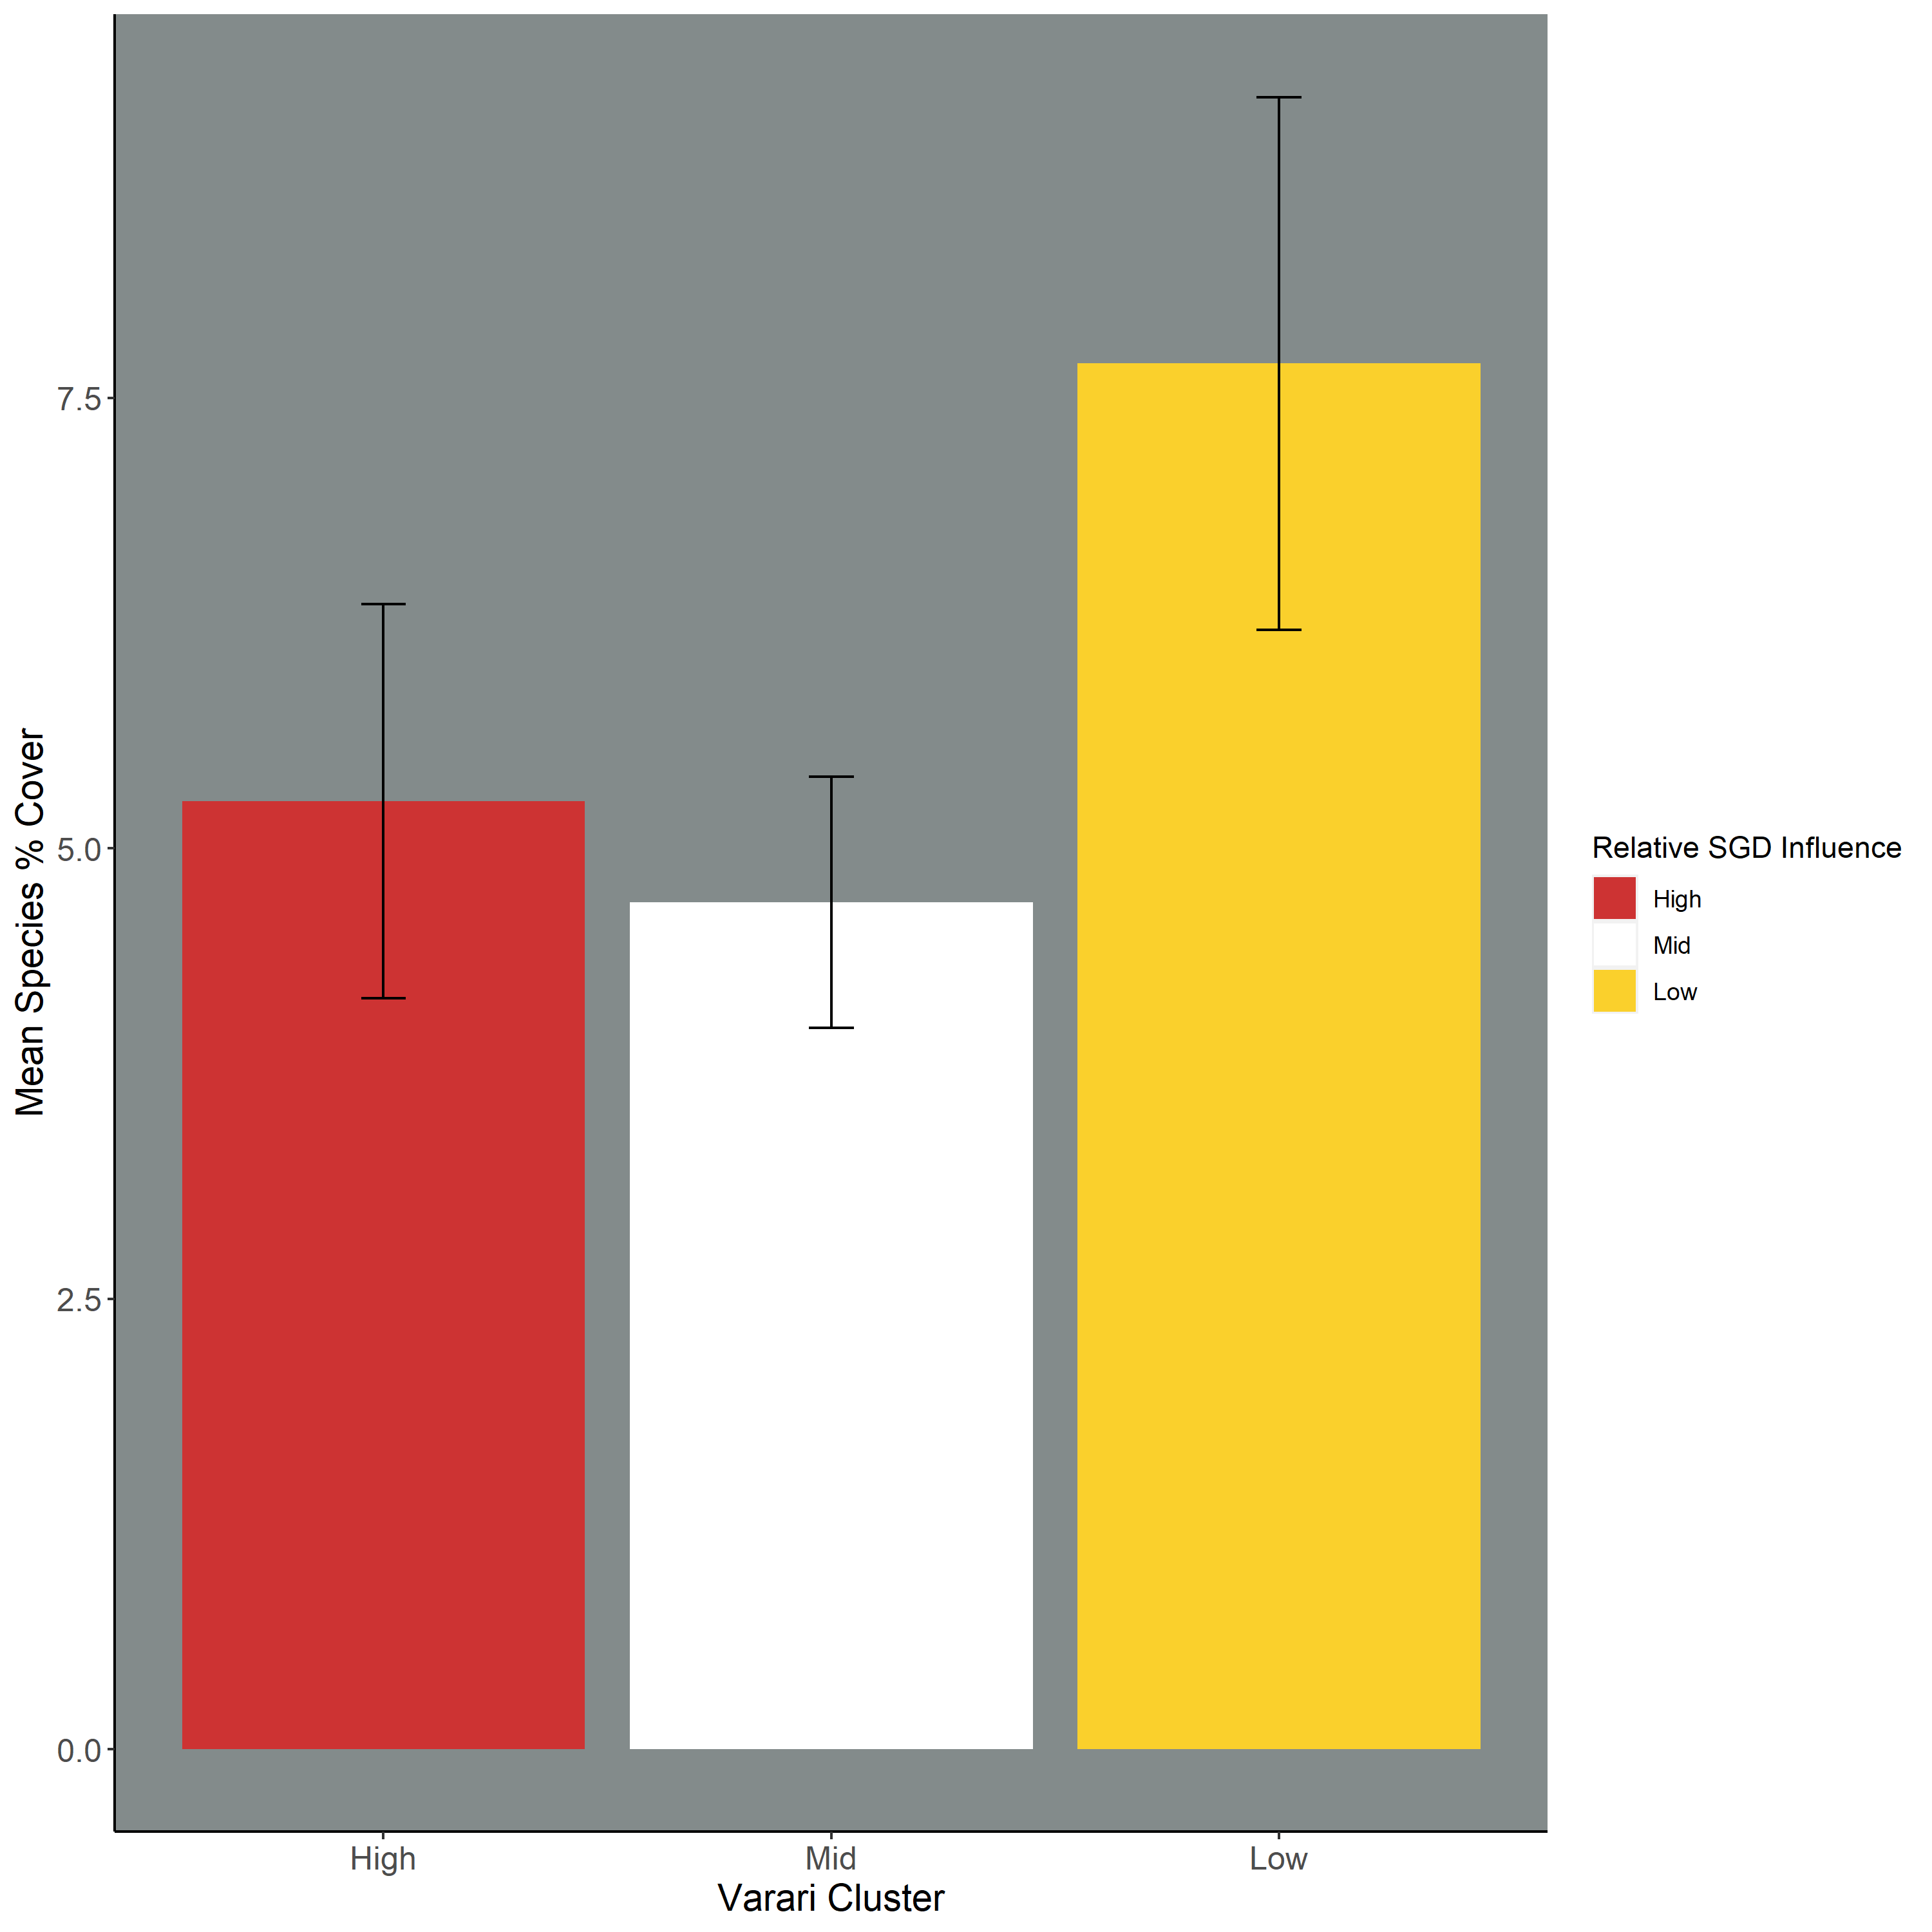 Mean Species % Cover
7.5
5.0
2.5
0.0
High
Mid
Low
Varari Cluster
Relative SGD Influence
High
Mid
Low